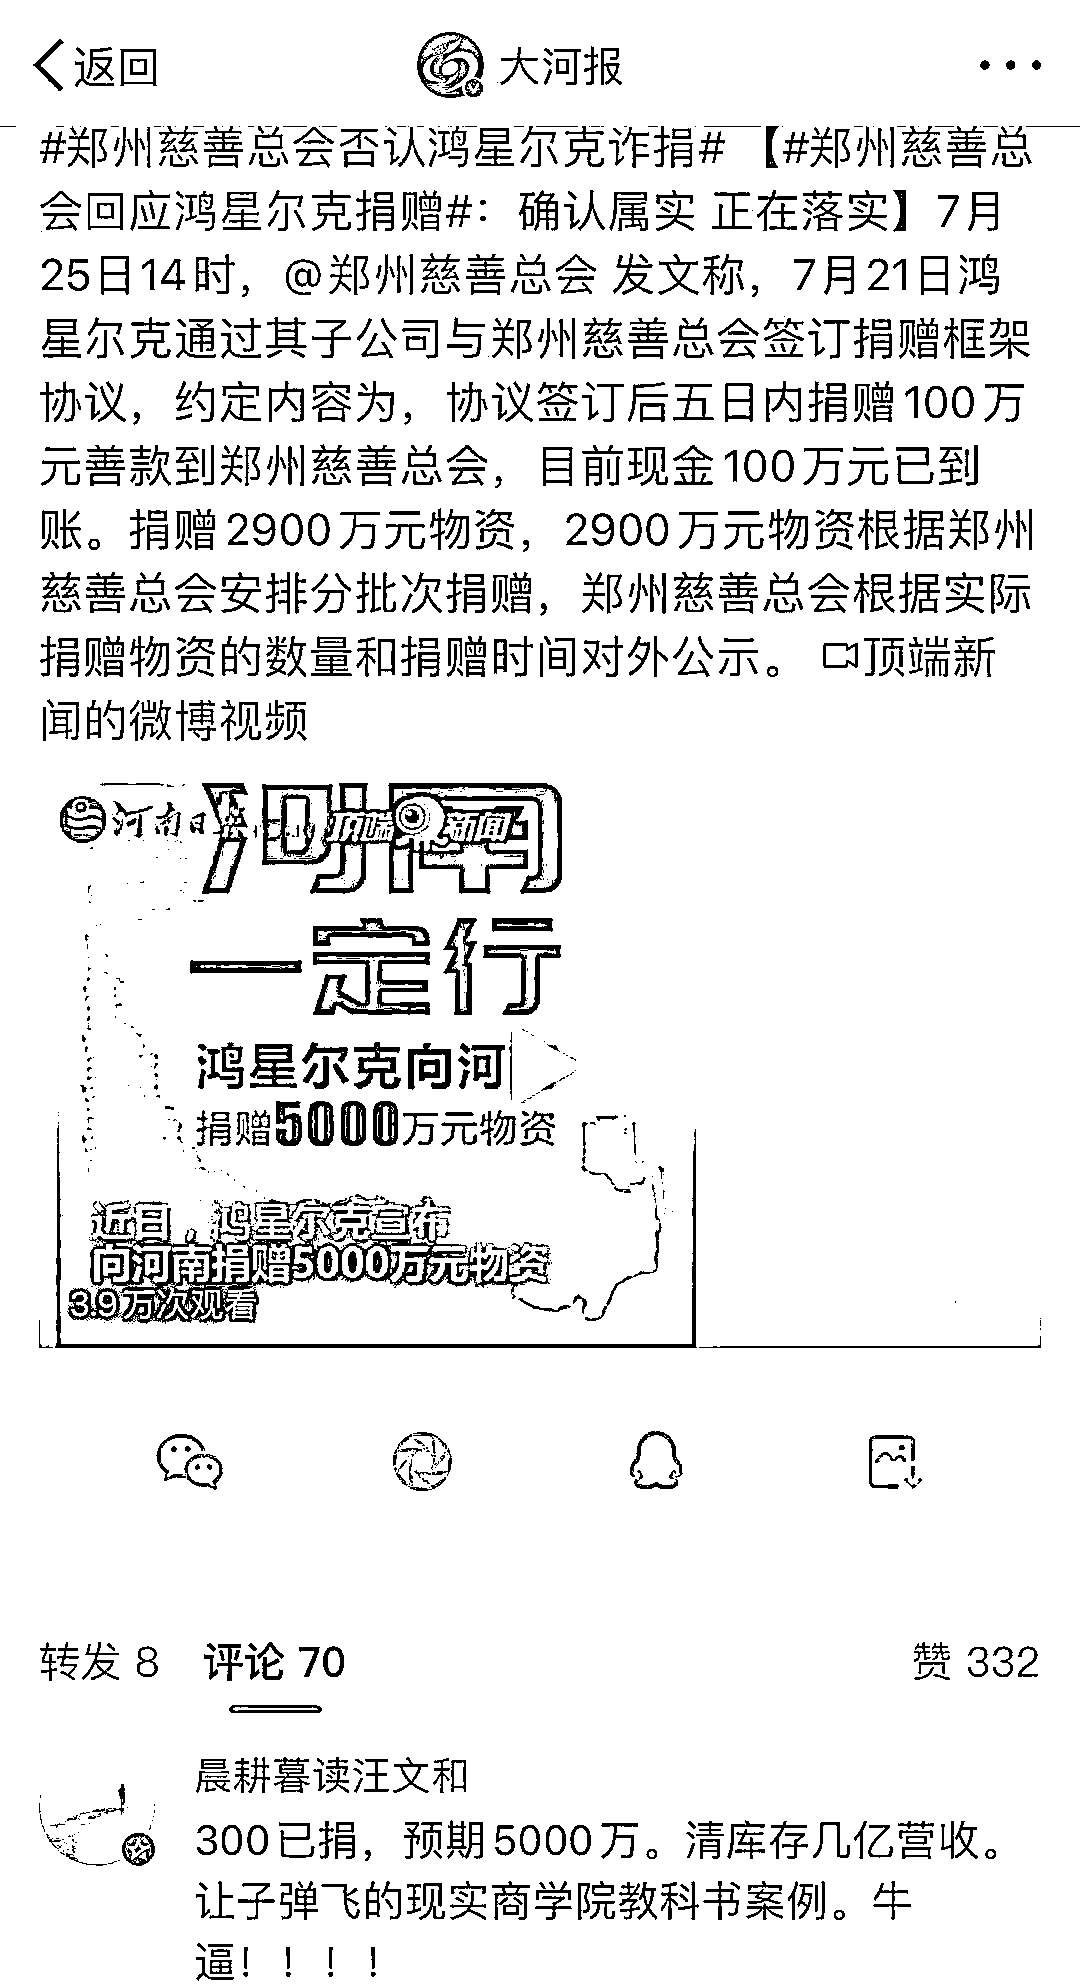 返回
大河报
#郑州慈善总会否认鸿星尔克诈捐# 【#郑州慈善总
会回应鸿星尔克捐赠#：确认属实 正在落实】7月
25日14时，@郑州慈善总会 发文称，7月21日鸿
星尔克通过其子公司与郑州慈善总会签订捐赠框架
协议，约定内容为，协议签订后五日内捐赠100万
元善款到郑州慈善总会，目前现金100万元已到
账。捐赠2900万元物资，2900万元物资根据郑州
慈善总会安排分批次捐赠，郑州慈善总会根据实际
捐赠物资的数量和捐赠时间对外公示。 顶端新
闻的微博视频
河南日 顶端新闻
河南
一定行
鸿星尔克向河
捐赠5000万元物资
近日，鸿星尔克宣布
向河南捐赠5000万元物资
3.9万次观看
转发 8 评论 70 赞 332
晨耕暮读汪文和
300已捐，预期5000万。清库存几亿营收。
让子弹飞的现实商学院教科书案例。牛
逼！！！！